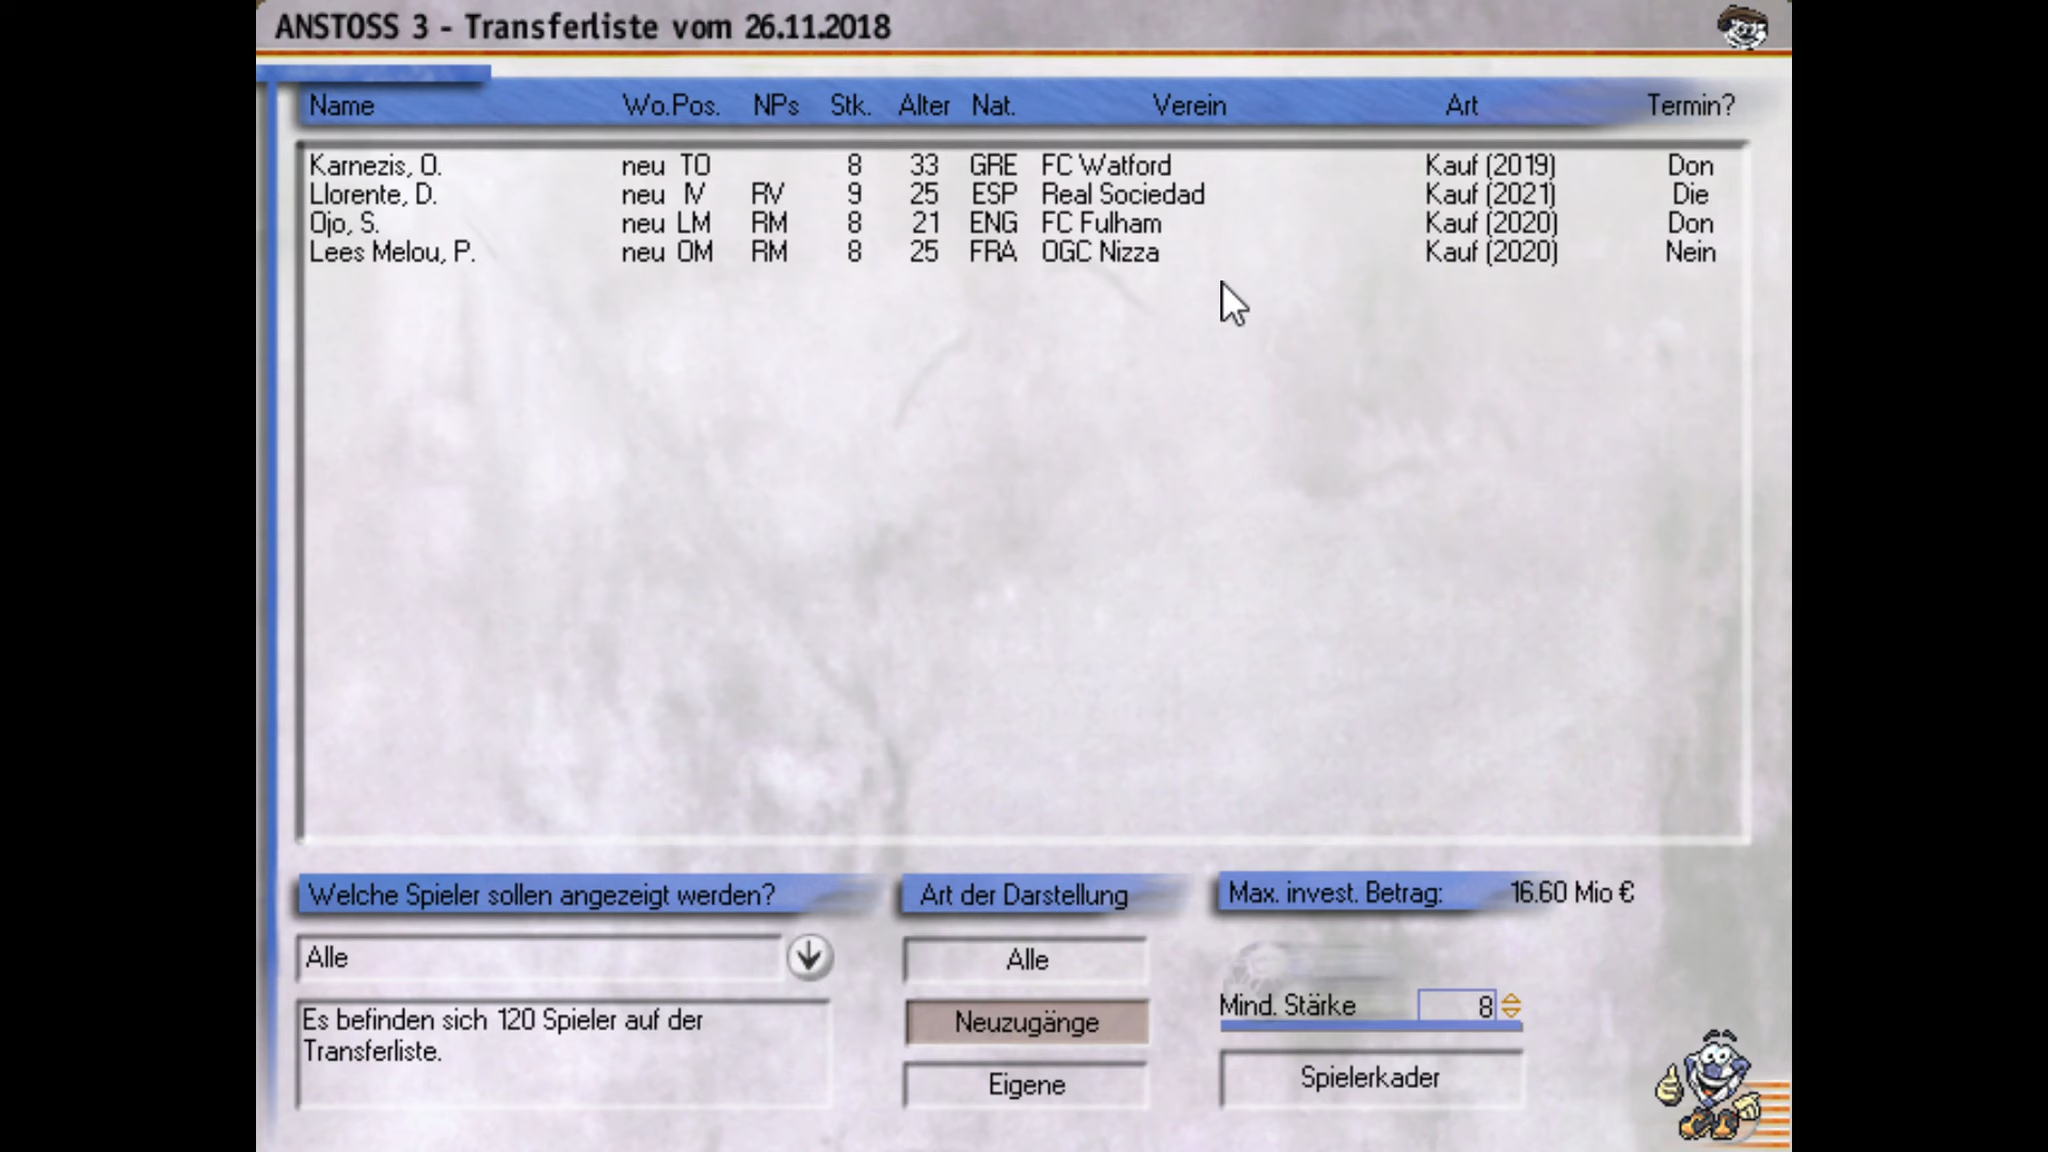 ANSTOSS 3 - Transferliste vom 26.11.2018
Name Wo. Pos. NPs Stk. Alter Nat. Verein Art Termin?
Karnezis, O. neu TO 8 33 GRE FC Watford Kauf (2019) Don
Llorente, D. neu IV RV 9 25 ESP Real Sociedad Kauf (2021) Die
Ojo, S. neu LM RM 8 21 ENG FC Fulham Kauf (2020) Don
Lees Melou, P. neu OM RM 8 25 FRA OGC Nizza Kauf (2020) Nein
Welche Spieler sollen angezeigt werden?
Alle
Es befinden sich 120 Spieler auf der
Transferliste.
Art der Darstellung
Alle
Neuzugänge
Eigene
Max. invest. Betrag: 16.60 Mio €
Mind. Stärke 8
Spielerkader